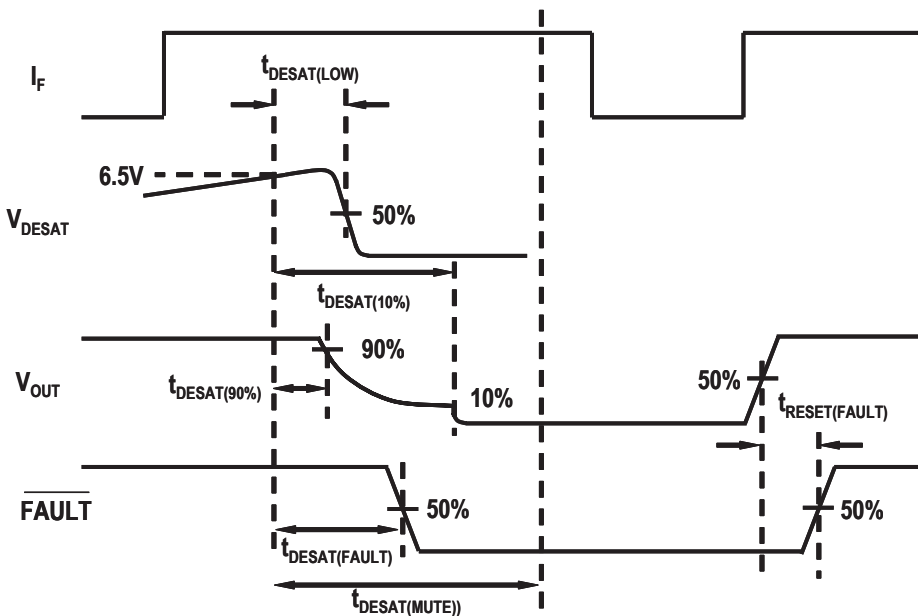 I_F
t_DESAT(LOW)
6.5V
V_DESAT
50%
t_DESAT(10%)
90%
V_OUT
t_DESAT(90%)
10%
50%
t_RESET(FAULT)
FAULT
50%
50%
t_DESAT(FAULT)
t_DESAT(MUTE))